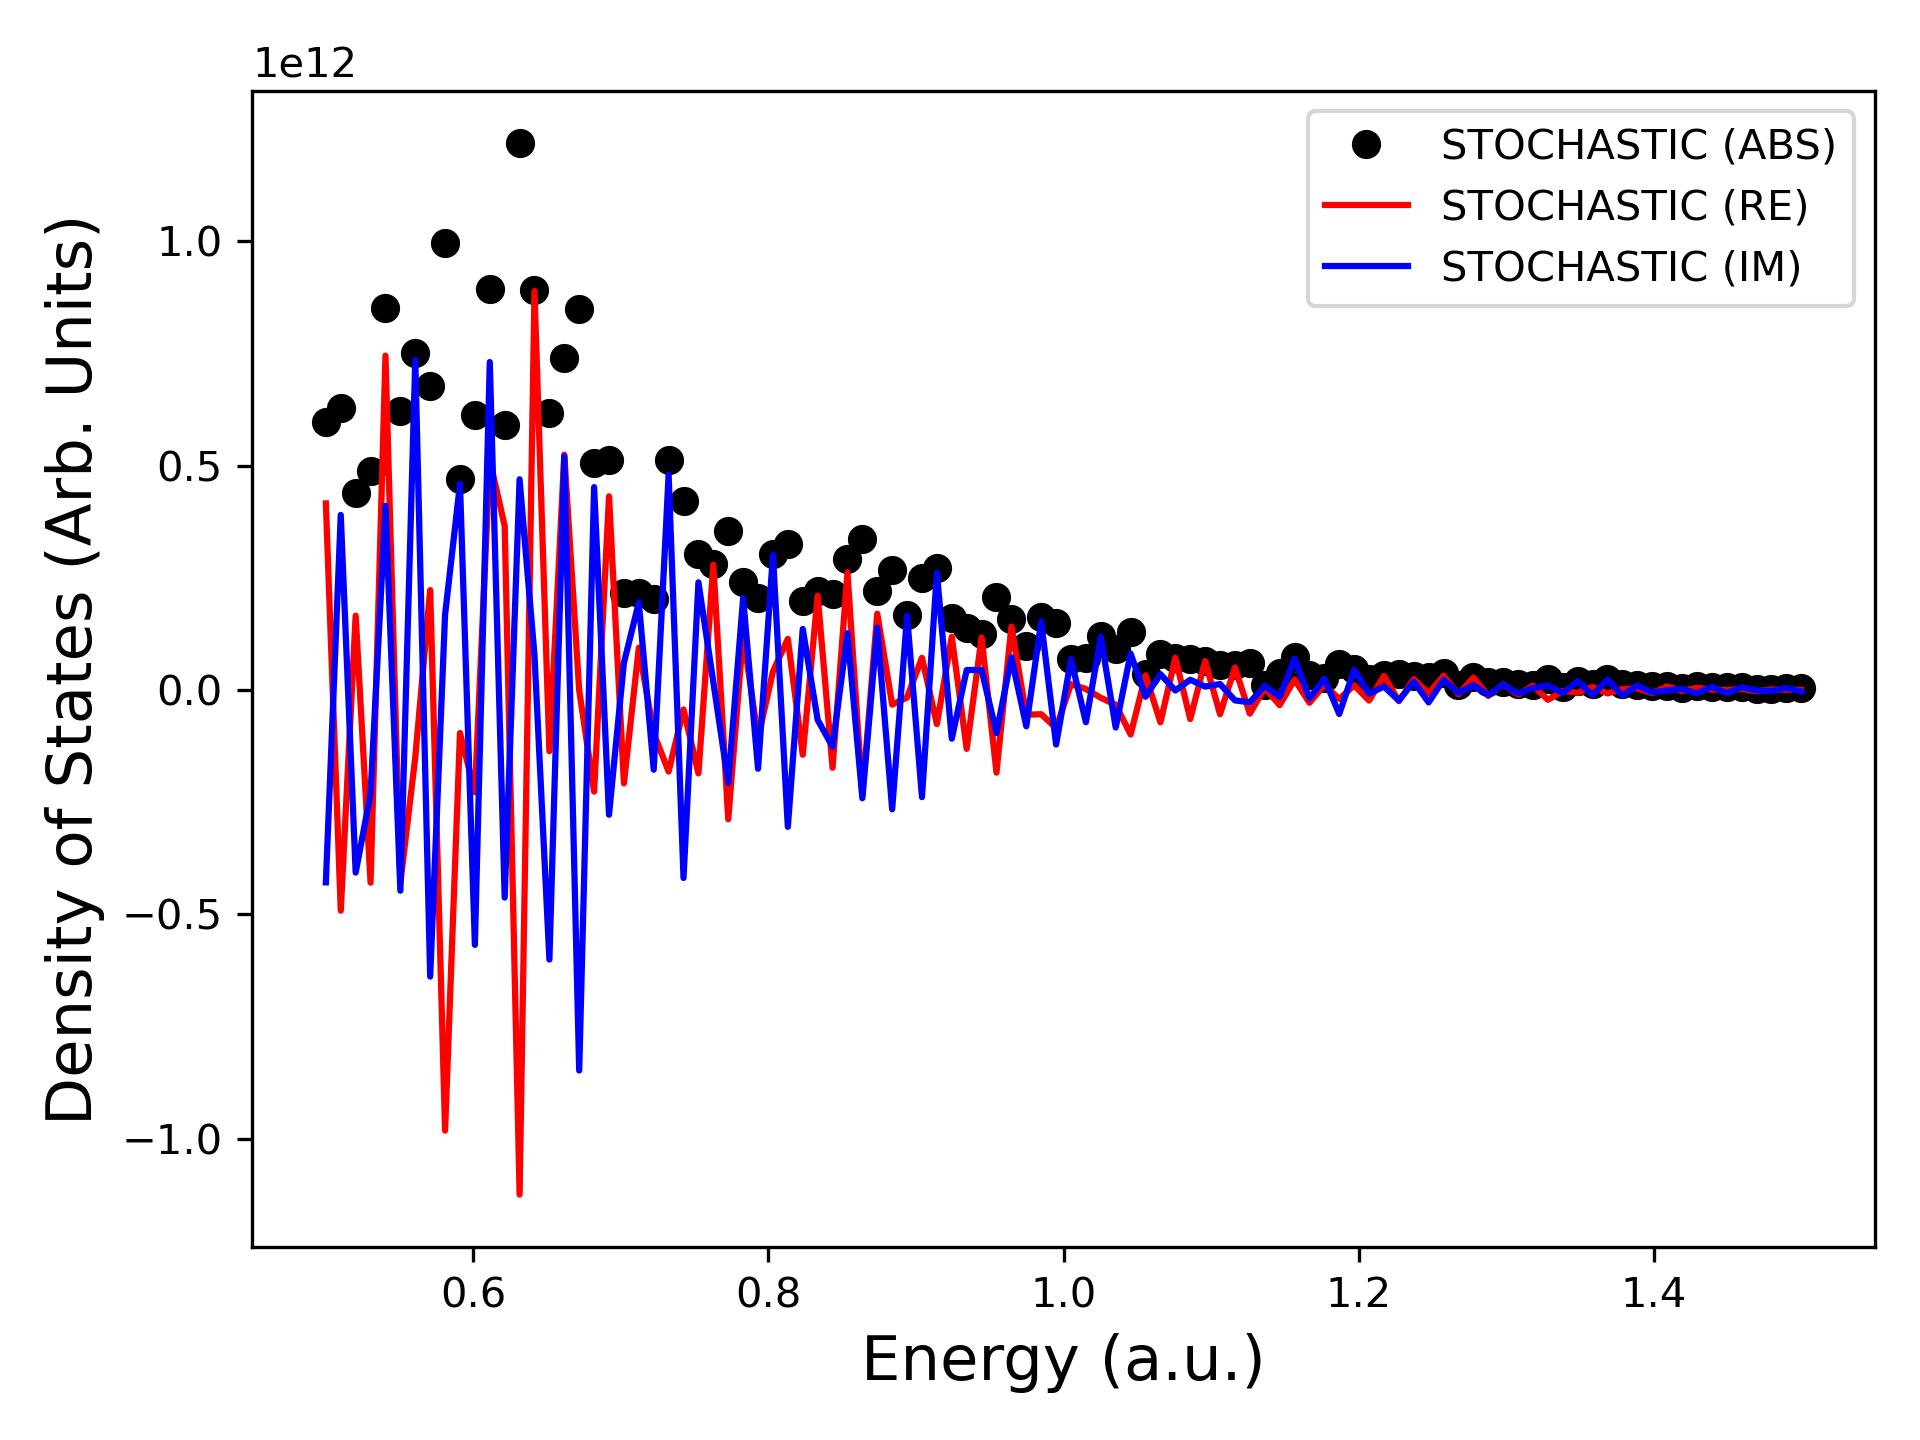 1e12
STOCHASTIC (ABS)
STOCHASTIC (RE)
STOCHASTIC (IM)
Density of States (Arb. Units)
1.0
0.5
0.0
−0.5
−1.0
0.6 0.8 1.0 1.2 1.4
Energy (a.u.)